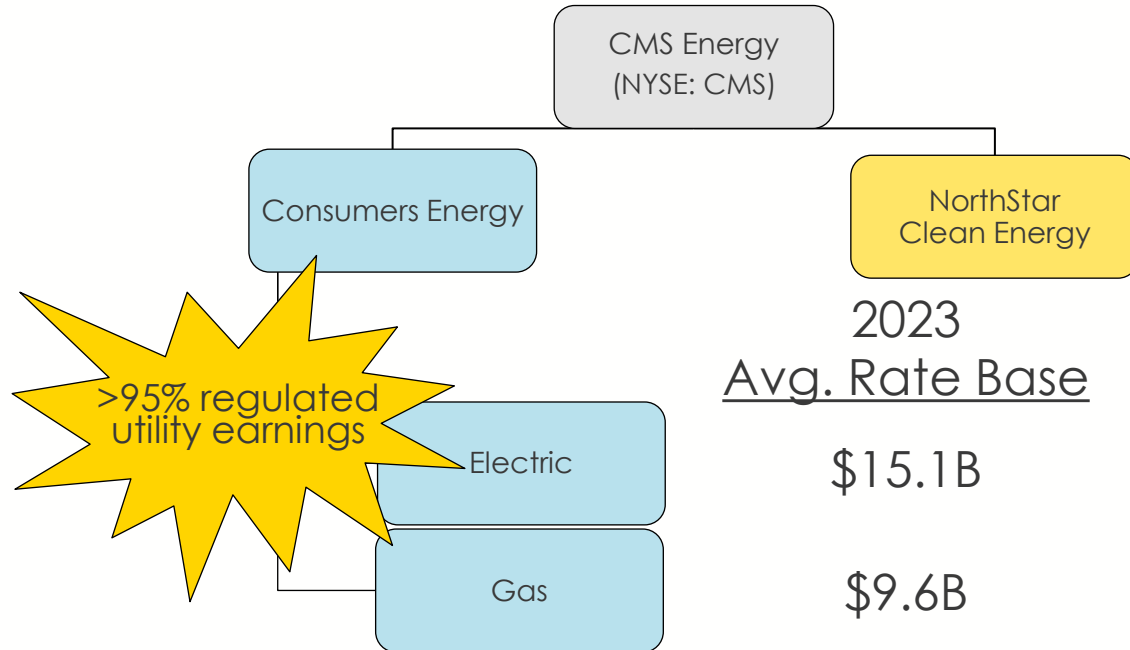 CMS Energy
(NYSE: CMS)
Consumers Energy
NorthStar
Clean Energy
2023
Avg. Rate Base
>95% regulated
utility earnings
Electric
$15.1B
Gas
$9.6B